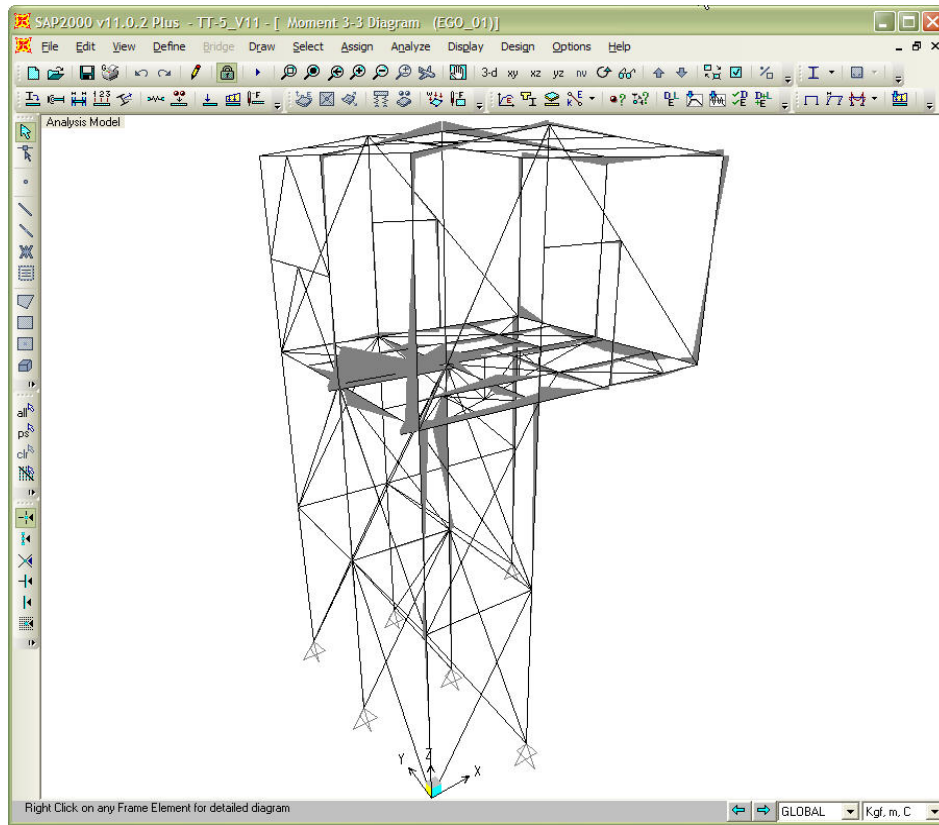 SAP2000 v11.0.2 Plus - TT-5_V11 - [ Moment 3-3 Diagram (EGO_01)]
File Edit View Define Bridge Draw Select Assign Analyze Display Design Options Help
3-d xy xz yz nv
Analysis Model
all
ps
clr
Y Z X
Right Click on any Frame Element for detailed diagram
GLOBAL
Kgf, m, C